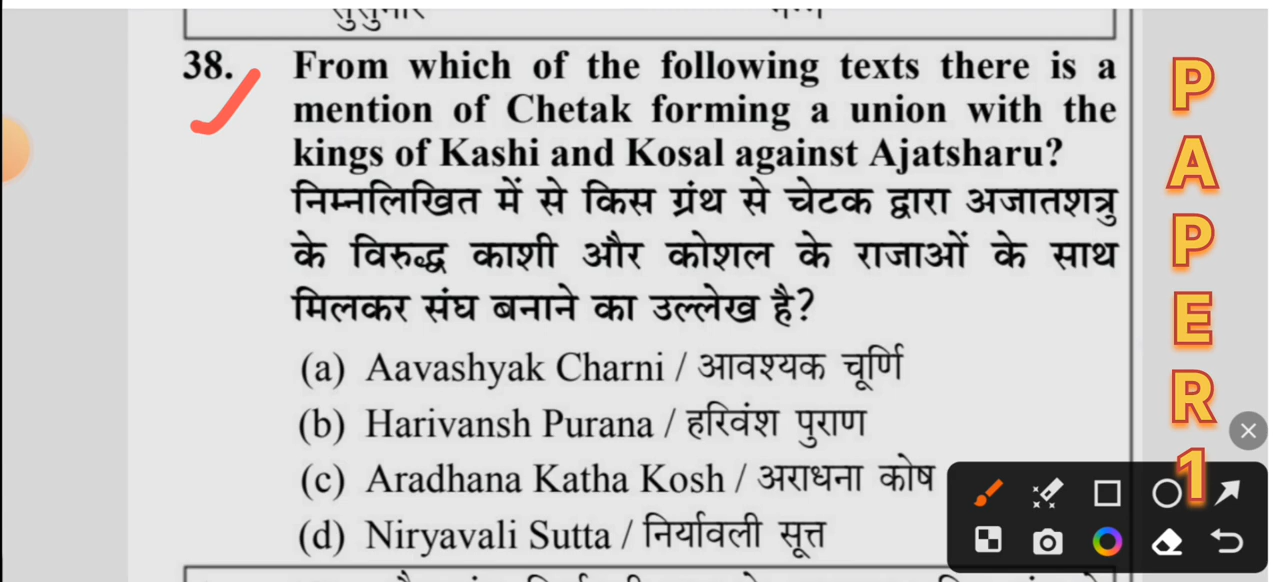 38. From which of the following texts there is a
mention of Chetak forming a union with the
kings of Kashi and Kosal against Ajatsharu?
निम्नलिखित में से किस ग्रंथ से चेटक द्वारा अजातशत्रु
के विरुद्ध काशी और कोशल के राजाओं के साथ
मिलकर संघ बनाने का उल्लेख है?
(a) Aavashyak Charni / आवश्यक चूर्णि
(b) Harivansh Purana / हरिवंश पुराण
(c) Aradhana Katha Kosh / अराधना कोष
(d) Niryavali Sutta / निर्यावली सूत्त
PAPER 1